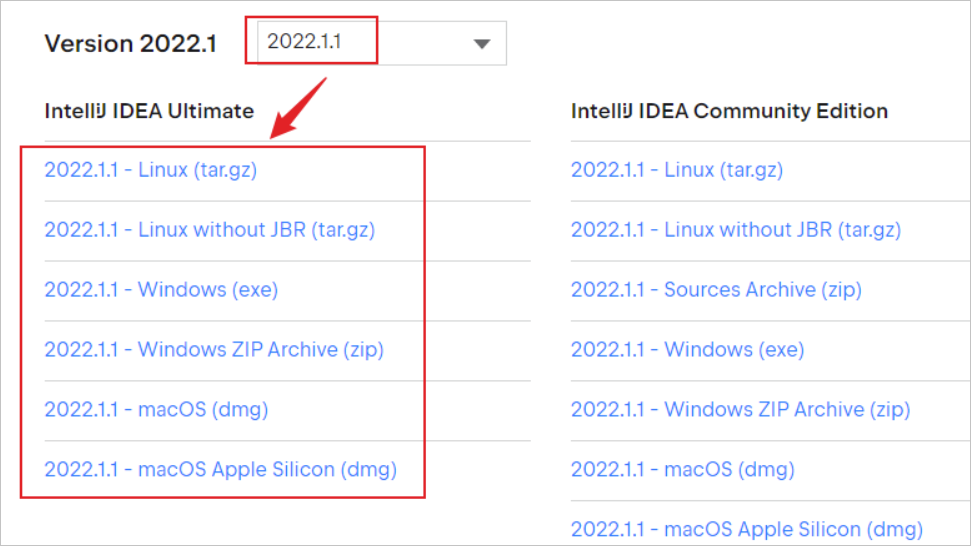 Version 2022.1
2022.1.1
IntelliJ IDEA Ultimate
2022.1.1 - Linux (tar.gz)
2022.1.1 - Linux without JBR (tar.gz)
2022.1.1 - Windows (exe)
2022.1.1 - Windows ZIP Archive (zip)
2022.1.1 - macOS (dmg)
2022.1.1 - macOS Apple Silicon (dmg)
IntelliJ IDEA Community Edition
2022.1.1 - Linux (tar.gz)
2022.1.1 - Linux without JBR (tar.gz)
2022.1.1 - Sources Archive (zip)
2022.1.1 - Windows (exe)
2022.1.1 - Windows ZIP Archive (zip)
2022.1.1 - macOS (dmg)
2022.1.1 - macOS Apple Silicon (dmg)